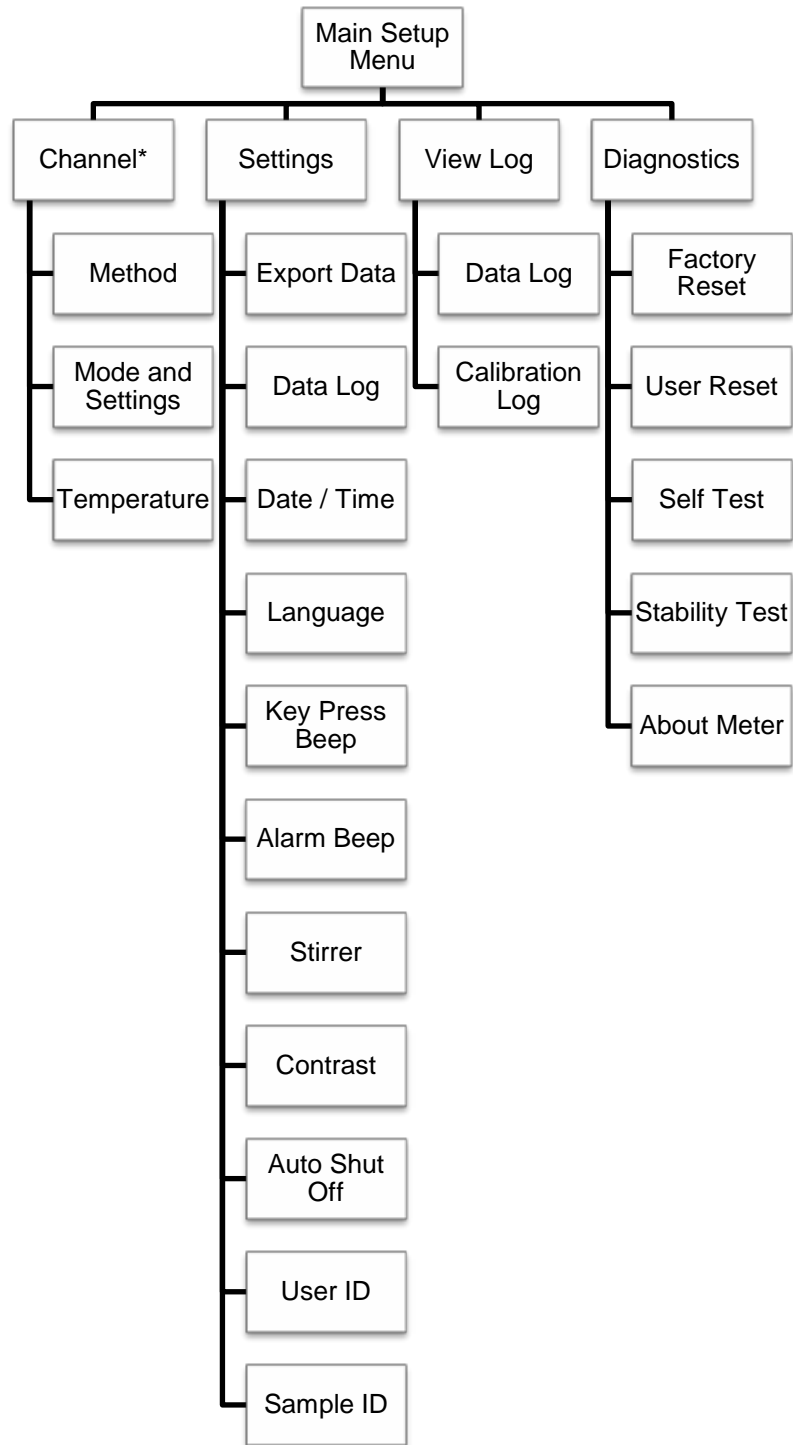 Main Setup
Menu
Channel*
Method
Mode and
Settings
Temperature
Settings
Export Data
Data Log
Date / Time
Language
Key Press
Beep
Alarm Beep
Stirrer
Contrast
Auto Shut
Off
User ID
Sample ID
View Log
Data Log
Calibration
Log
Diagnostics
Factory
Reset
User Reset
Self Test
Stability Test
About Meter